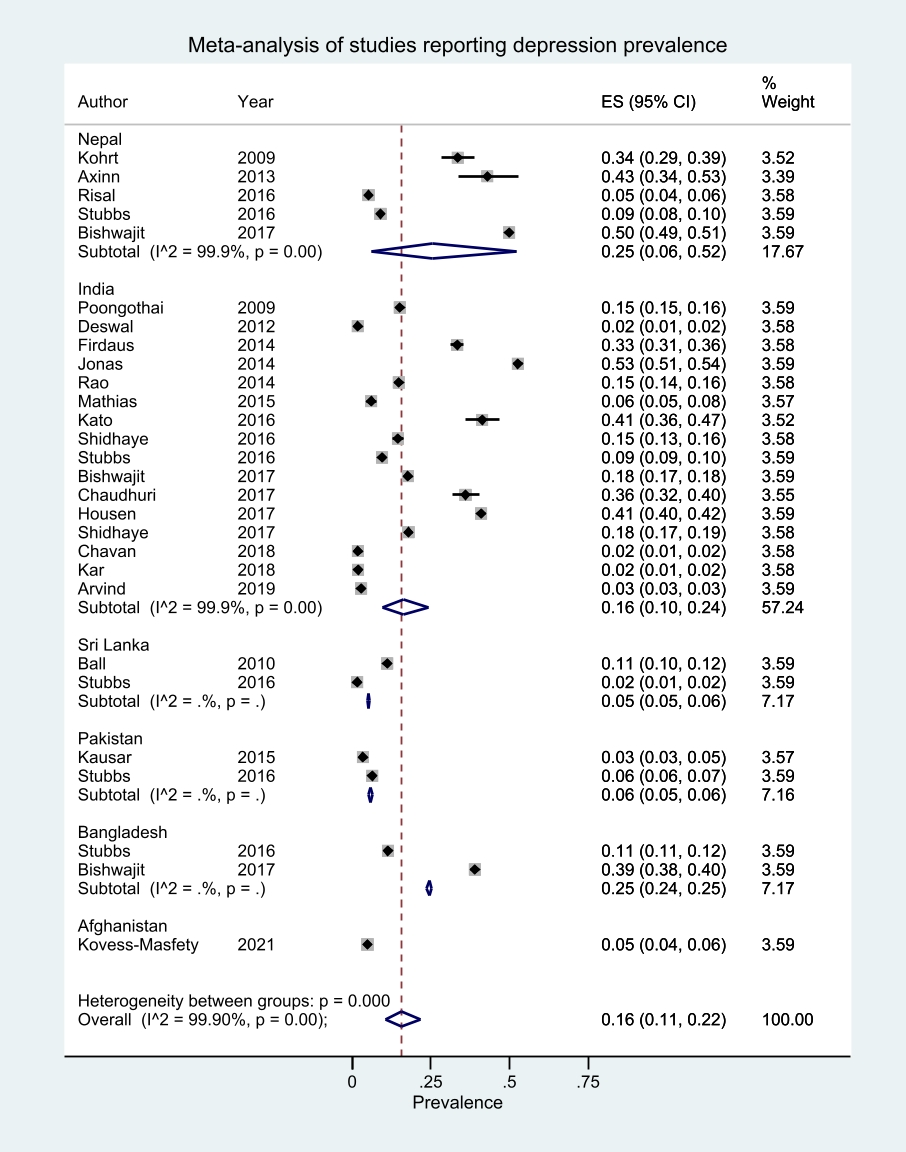 Meta-analysis of studies reporting depression prevalence
%
Author Year ES (95% CI) Weight
Nepal
Kohrt 2009 0.34 (0.29, 0.39) 3.52
Axinn 2013 0.43 (0.34, 0.53) 3.39
Risal 2016 0.05 (0.04, 0.06) 3.58
Stubbs 2016 0.09 (0.08, 0.10) 3.59
Bishwajit 2017 0.50 (0.49, 0.51) 3.59
Subtotal (I^2 = 99.9%, p = 0.00) 0.25 (0.06, 0.52) 17.67
India
Poongothai 2009 0.15 (0.15, 0.16) 3.59
Deswal 2012 0.02 (0.01, 0.02) 3.58
Firdaus 2014 0.33 (0.31, 0.36) 3.58
Jonas 2014 0.53 (0.51, 0.54) 3.59
Rao 2014 0.15 (0.14, 0.16) 3.58
Mathias 2015 0.06 (0.05, 0.08) 3.57
Kato 2016 0.41 (0.36, 0.47) 3.52
Shidhaye 2016 0.15 (0.13, 0.16) 3.58
Stubbs 2016 0.09 (0.09, 0.10) 3.59
Bishwajit 2017 0.18 (0.17, 0.18) 3.59
Chaudhuri 2017 0.36 (0.32, 0.40) 3.55
Housen 2017 0.41 (0.40, 0.42) 3.59
Shidhaye 2017 0.18 (0.17, 0.19) 3.58
Chavan 2018 0.02 (0.01, 0.02) 3.58
Kar 2018 0.02 (0.01, 0.02) 3.58
Arvind 2019 0.03 (0.03, 0.03) 3.59
Subtotal (I^2 = 99.9%, p = 0.00) 0.16 (0.10, 0.24) 57.24
Sri Lanka
Ball 2010 0.11 (0.10, 0.12) 3.59
Stubbs 2016 0.02 (0.01, 0.02) 3.59
Subtotal (I^2 = .%, p = .) 0.05 (0.05, 0.06) 7.17
Pakistan
Kausar 2015 0.03 (0.03, 0.05) 3.57
Stubbs 2016 0.06 (0.06, 0.07) 3.59
Subtotal (I^2 = .%, p = .) 0.06 (0.05, 0.06) 7.16
Bangladesh
Stubbs 2016 0.11 (0.11, 0.12) 3.59
Bishwajit 2017 0.39 (0.38, 0.40) 3.59
Subtotal (I^2 = .%, p = .) 0.25 (0.24, 0.25) 7.17
Afghanistan
Kovess-Masfety 2021 0.05 (0.04, 0.06) 3.59
Heterogeneity between groups: p = 0.000
Overall (I^2 = 99.90%, p = 0.00); 0.16 (0.11, 0.22) 100.00
0 .25 .5 .75
Prevalence